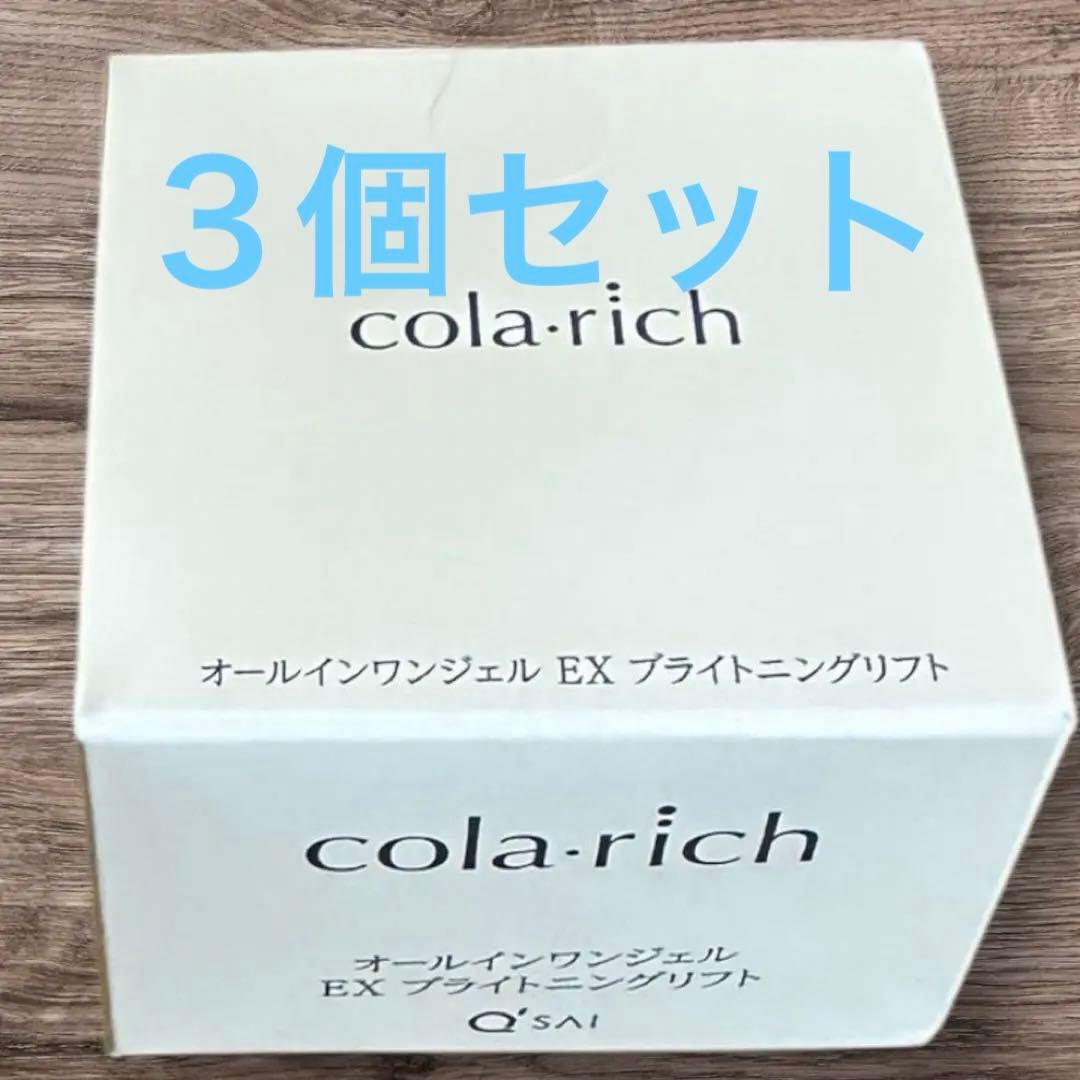 ３個セット
cola・rich
オールインワンジェル EX ブライトニングリフト
cola・rich
オールインワンジェル
EX ブライトニングリフト
Q'SAI